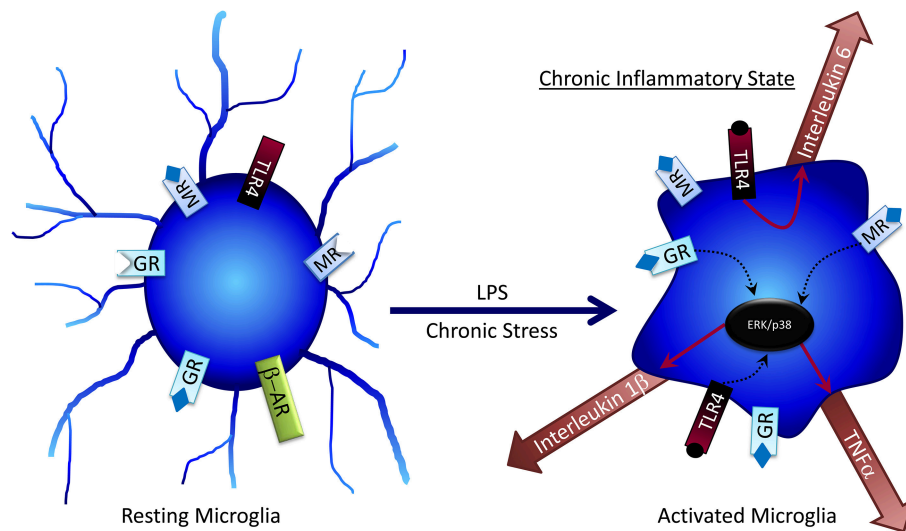 Chronic Inflammatory State
Interleukin 6
MR
TLR4
TLR4
MR
MR
GR
MR
GR
LPS
Chronic Stress
ERK/p38
GR
β–AR
Interleukin 1β
TLR4
GR
TNFα
Resting Microglia
Activated Microglia